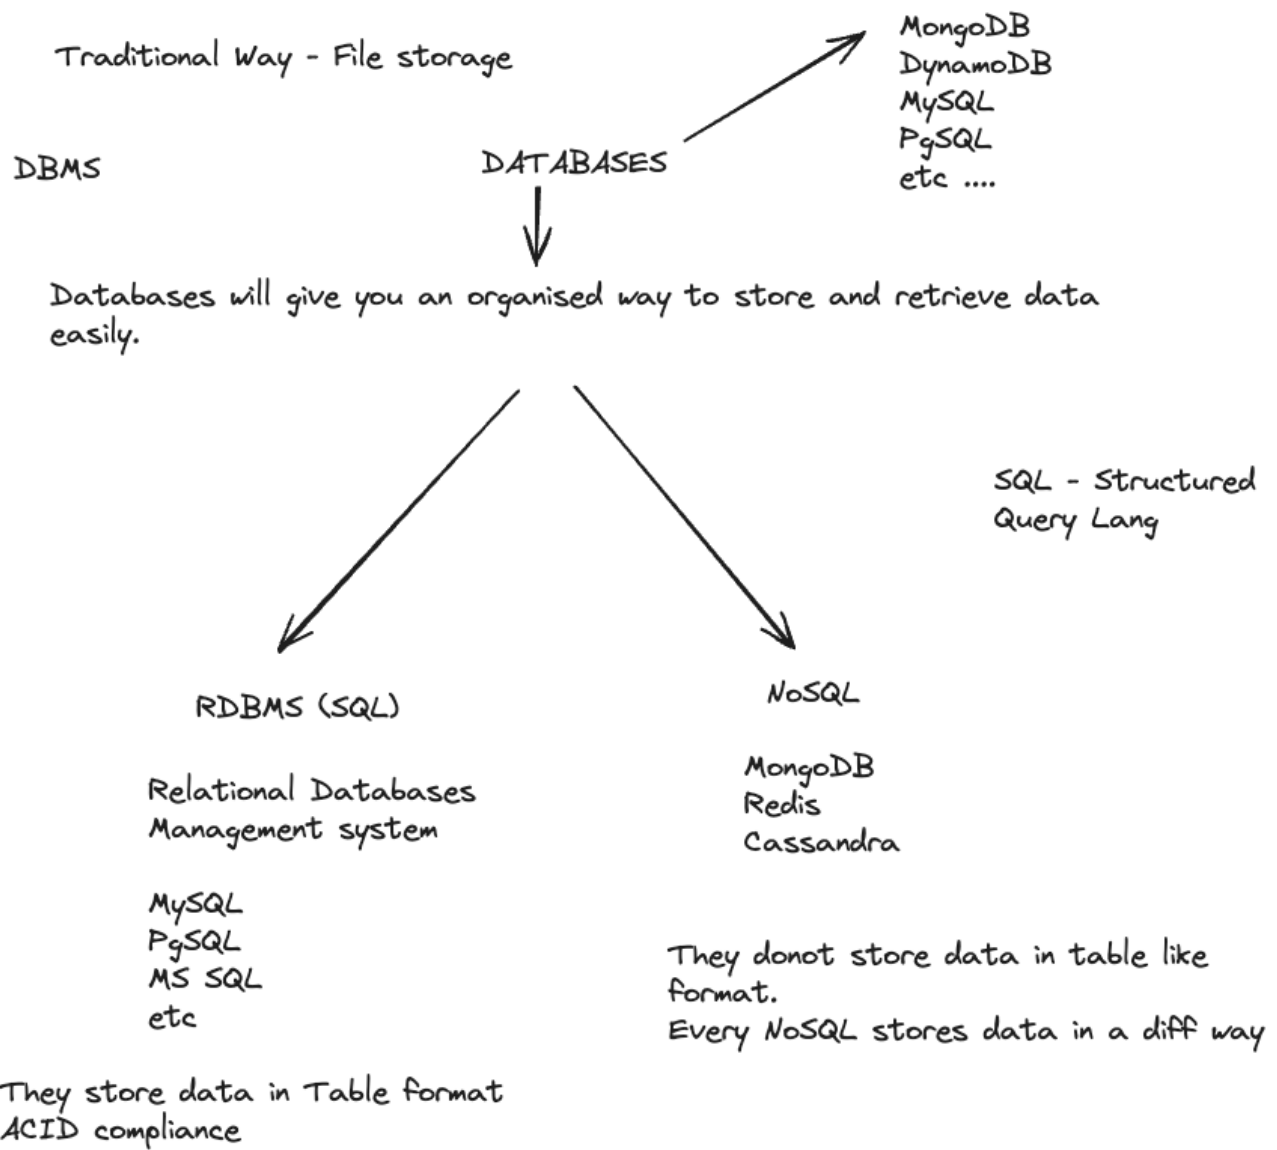 Traditional Way - File storage
MongoDB
DynamoDB
MySQL
PgSQL
etc ....
DBMS
DATABASES
Databases will give you an organised way to store and retrieve data
easily.
SQL - Structured
Query Lang
RDBMS (SQL)
Relational Databases
Management system
MySQL
PgSQL
MS SQL
etc
They store data in Table format
ACID compliance
NoSQL
MongoDB
Redis
Cassandra
They donot store data in table like
format.
Every NoSQL stores data in a diff way